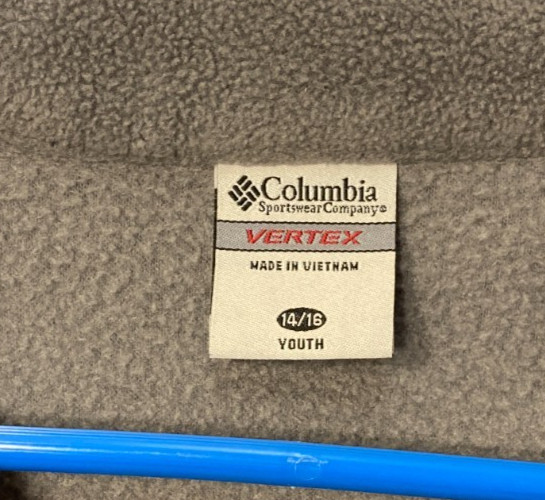 Columbia
Sportswear Company®
VERTEX
MADE IN VIETNAM
14/16
YOUTH